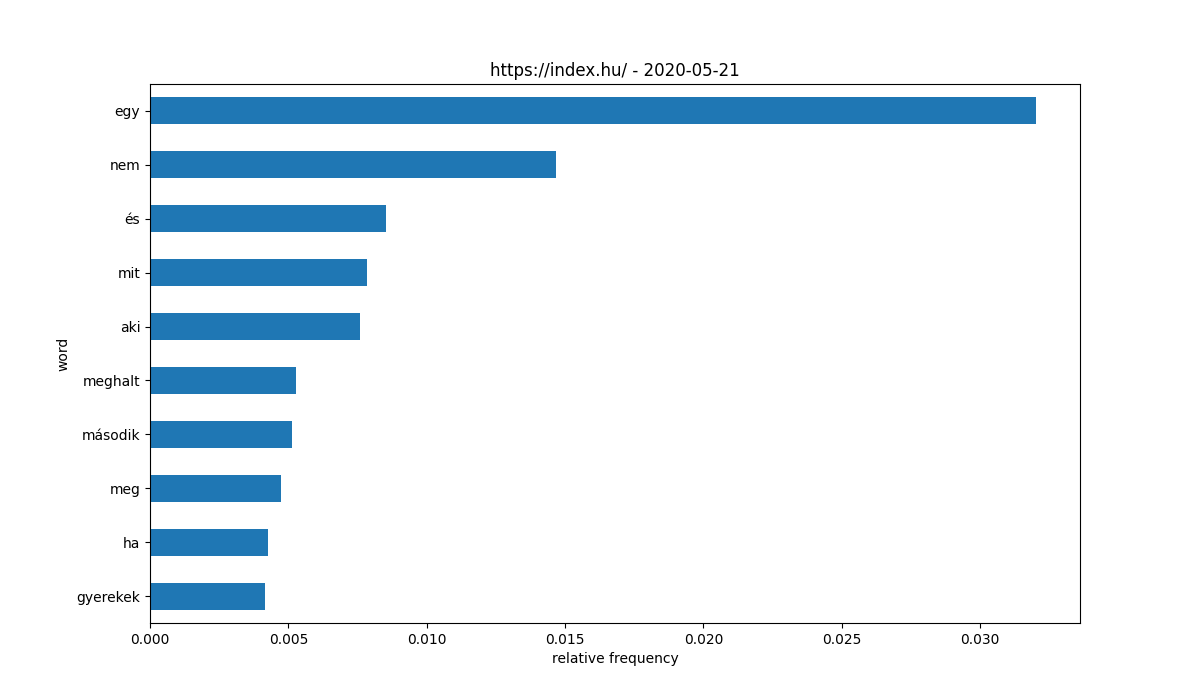 https://index.hu/ - 2020-05-21
egy
nem
és
mit
aki
meghalt
második
meg
ha
gyerekek
word
0.000 0.005 0.010 0.015 0.020 0.025 0.030
relative frequency